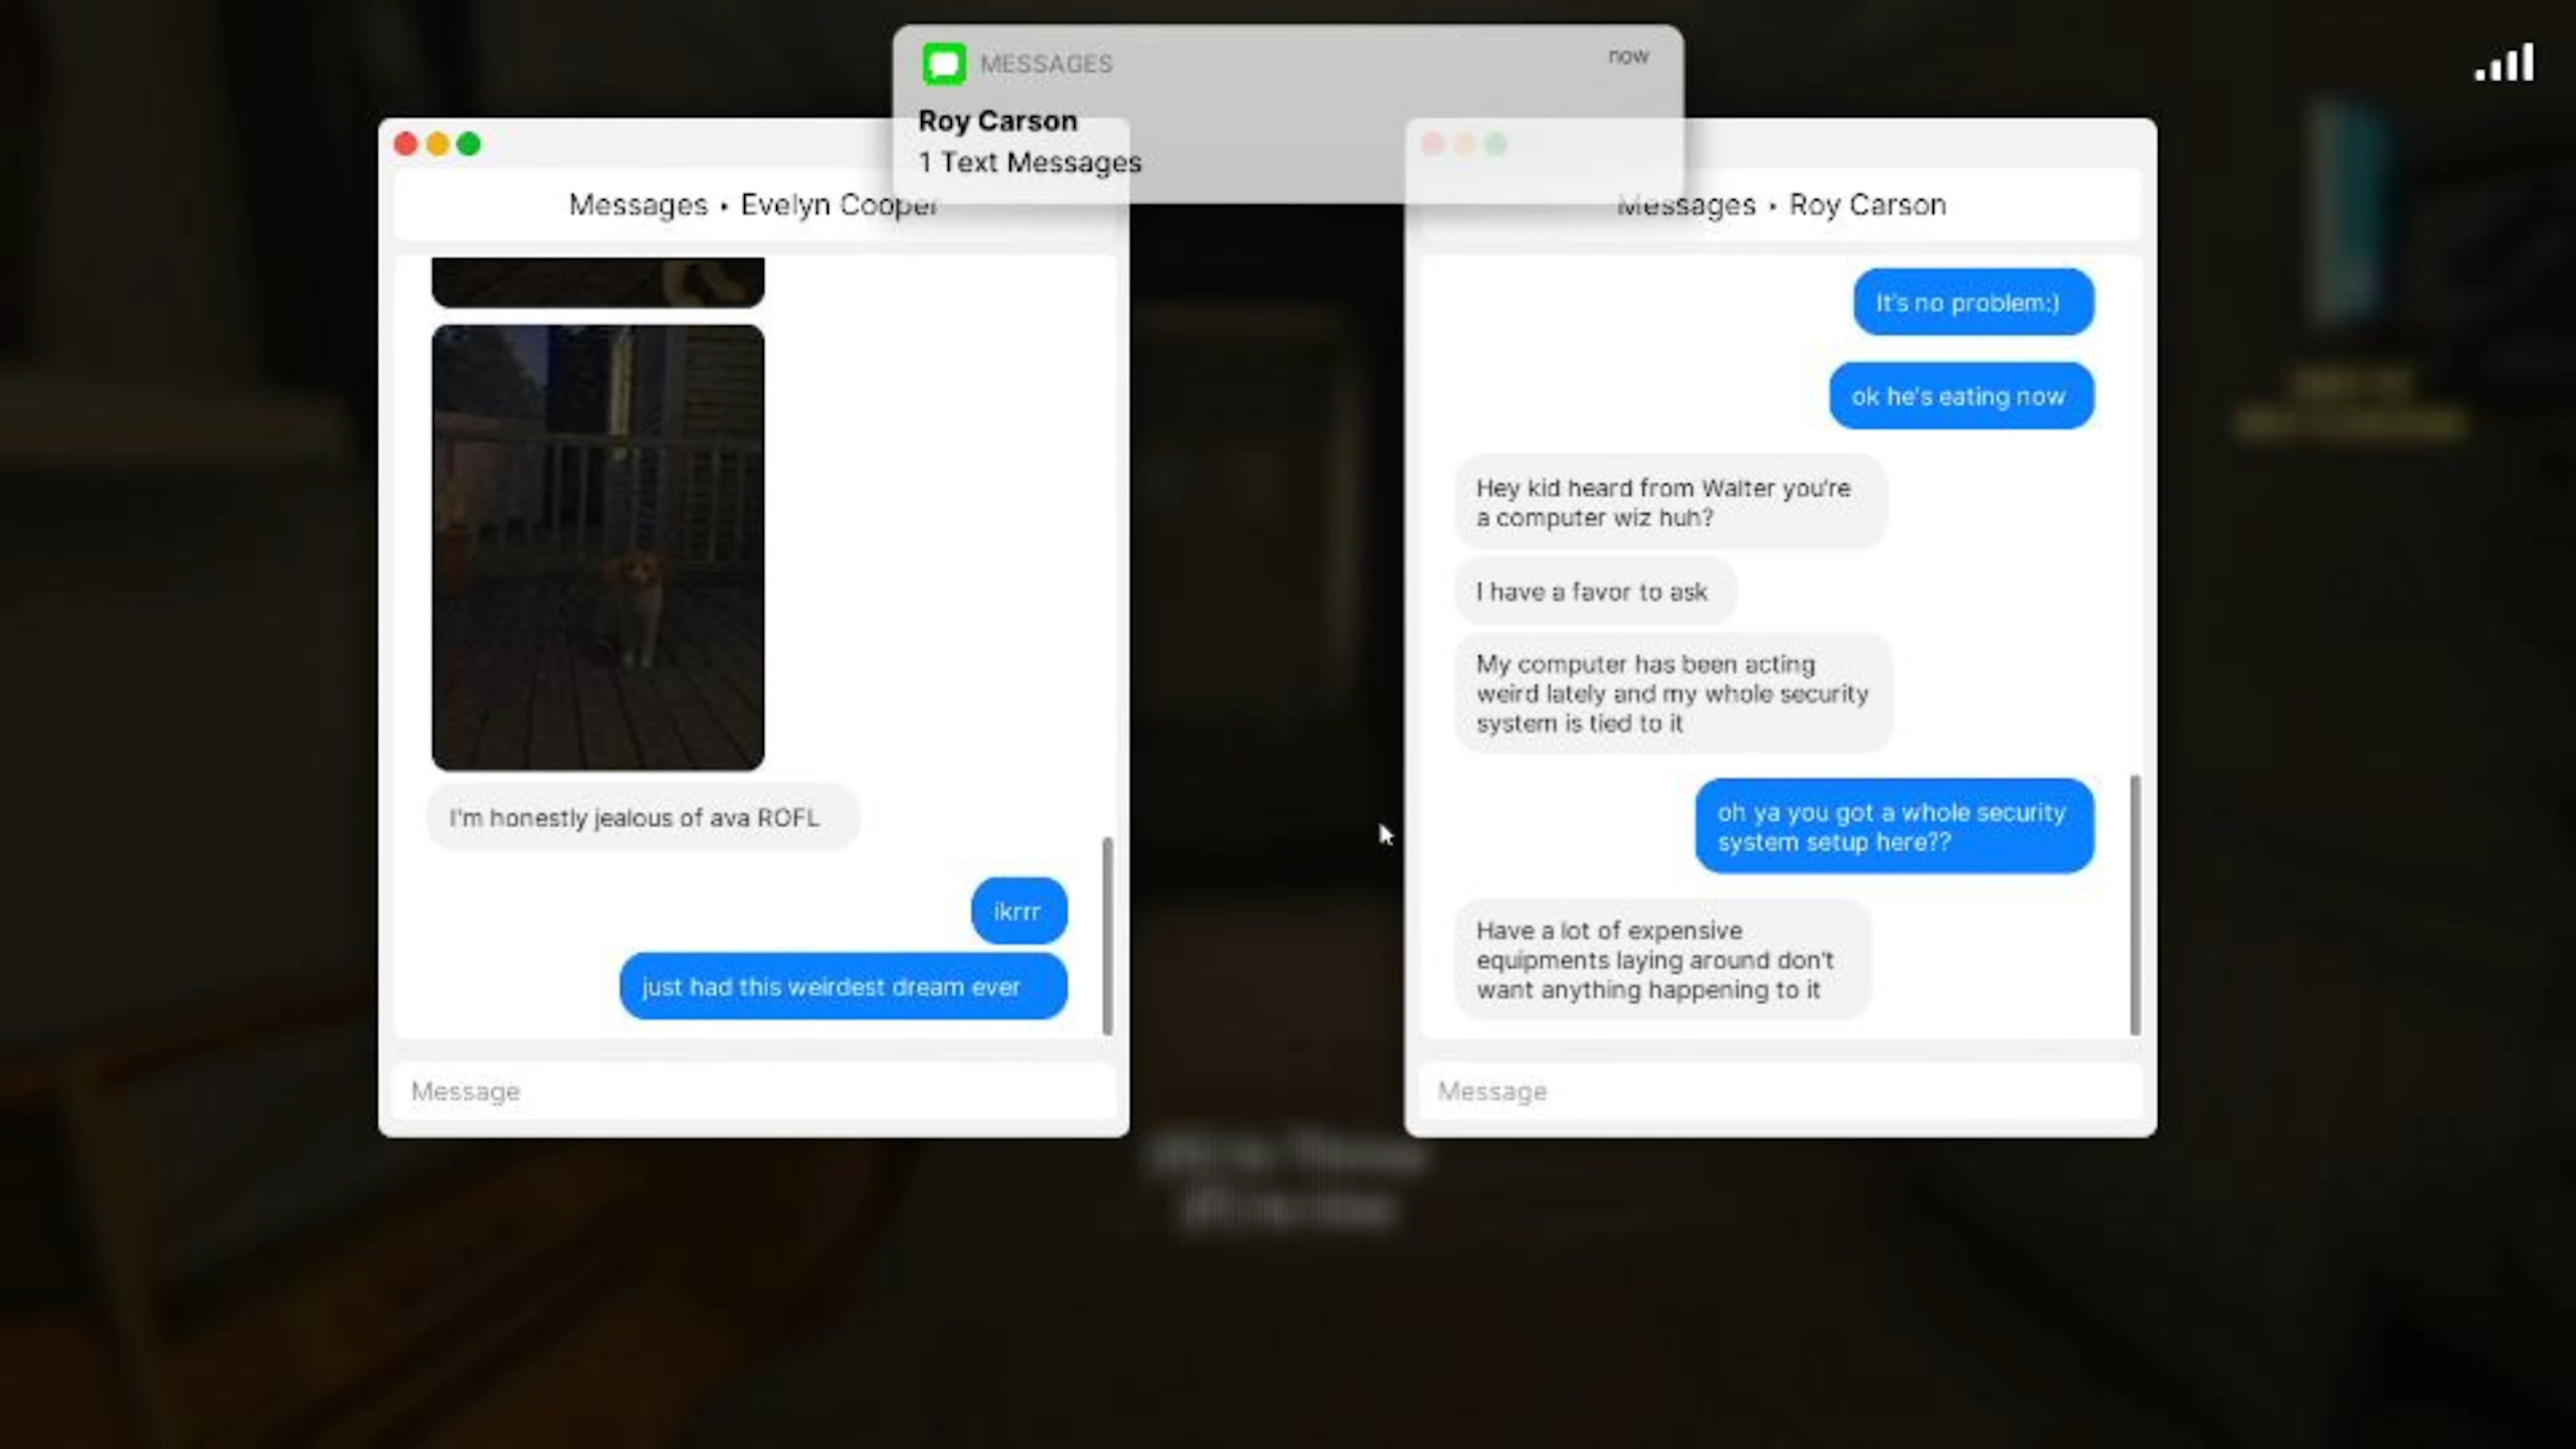 MESSAGES
now
Roy Carson
1 Text Messages
Messages • Evelyn Cooper
I'm honestly jealous of ava ROFL
ikrrr
just had this weirdest dream ever
Message
Messages • Roy Carson
It's no problem:)
ok he's eating now
Hey kid heard from Walter you're
a computer wiz huh?
I have a favor to ask
My computer has been acting
weird lately and my whole security
system is tied to it
oh ya you got a whole security
system setup here??
Have a lot of expensive
equipments laying around don't
want anything happening to it
Message